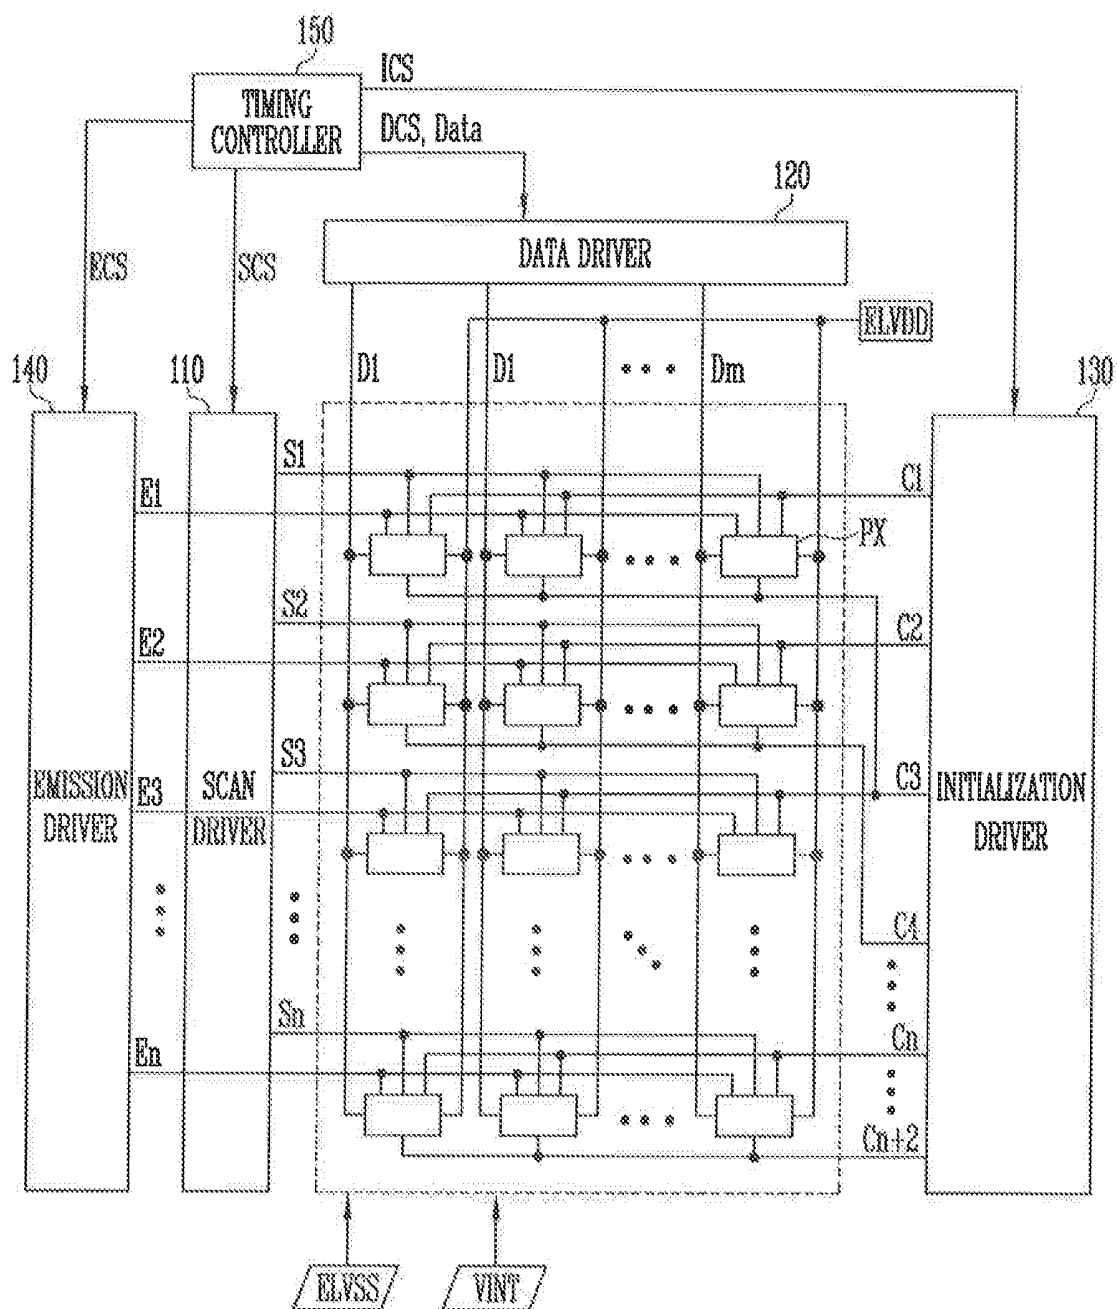 150
ICS
TIMING
CONTROLLER
DCS, Data
120
DATA DRIVER
ECS
SCS
ELVDD
140
110
D1
D1
Dm
130
S1
C1
E1
PX
S2
C2
E2
S3
C3
E3
EMISSION
DRIVER
SCAN
DRIVER
INITIALIZATION
DRIVER
C4
Sn
Cn
En
Cn+2
ELVSS
VINT